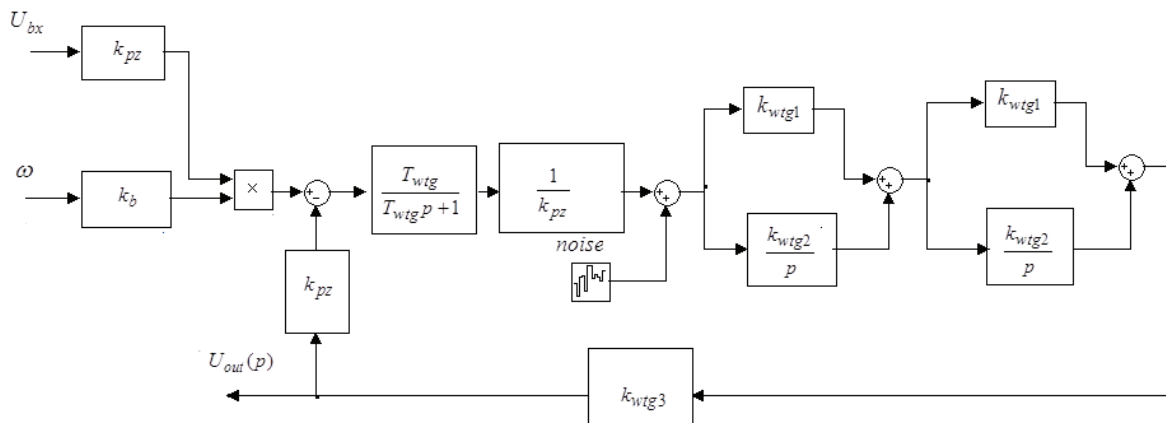 U_bx
k_pz
ω
k_b
×
+
−
T_wtg
T_wtg p + 1
1
k_pz
noise
+
+
k_wtg1
k_wtg2
p
+
+
k_wtg1
k_wtg2
p
+
+
k_pz
U_out(p)
k_wtg3